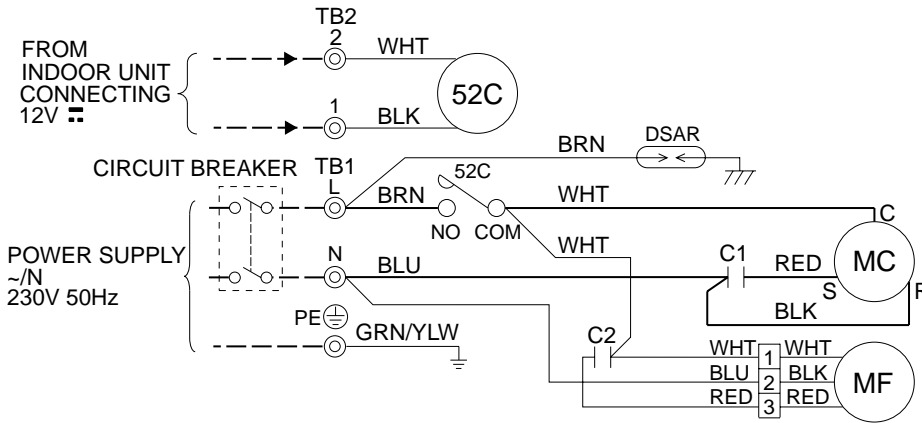 TB2
2
WHT
FROM
INDOOR UNIT
CONNECTING
12V
52C
1
BLK
BRN
DSAR
CIRCUIT BREAKER
TB1
L
BRN
52C
WHT
NO
COM
C
POWER SUPPLY
~/N
230V 50Hz
N
BLU
WHT
C1
RED
S
MC
R
BLK
PE
GRN/YLW
C2
WHT 1 WHT
BLU 2 BLK
RED 3 RED
MF